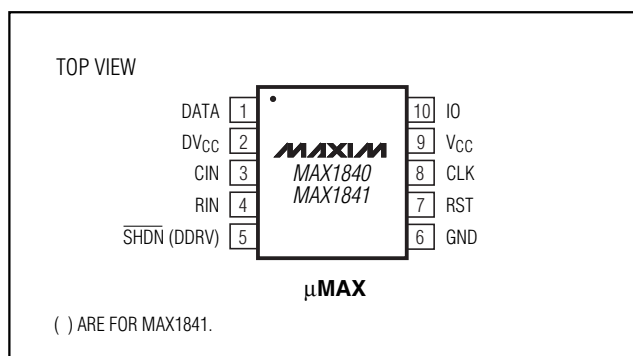 TOP VIEW
DATA 1
DVCC 2
CIN 3
RIN 4
SHDN (DDRV) 5
MAXIM
MAX1840
MAX1841
10 IO
9 VCC
8 CLK
7 RST
6 GND
µMAX
( ) ARE FOR MAX1841.